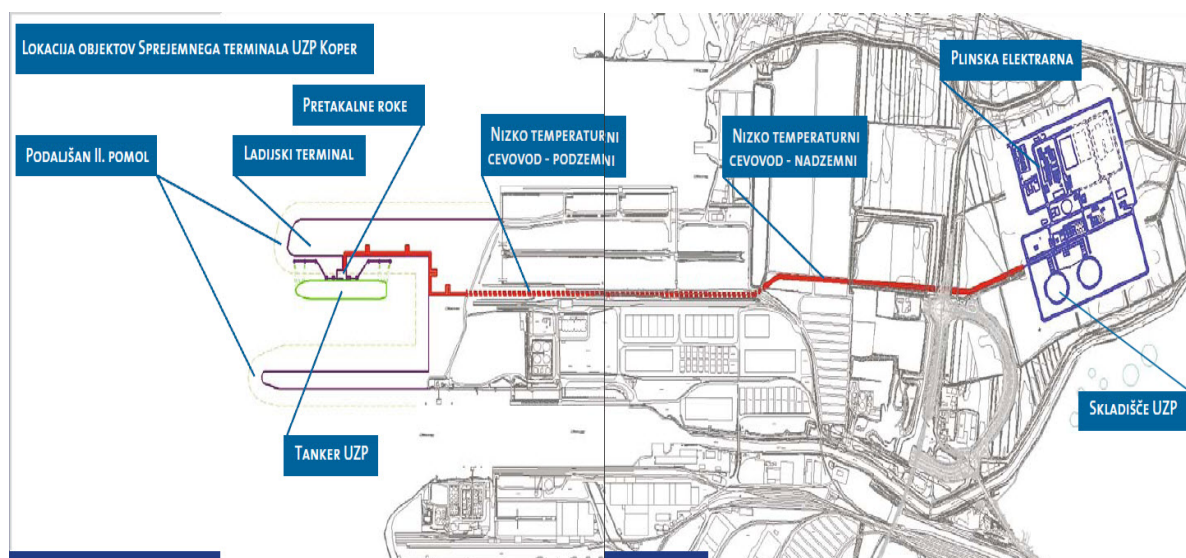 LOKACIJA OBJEKTOV SPREJEMNEGA TERMINALA UZP KOPER
PLINSKA ELEKTRARNA
PRETAKALNE ROKE
PODALJŠAN II. POMOL
LADIJSKI TERMINAL
NIZKO TEMPERATURNI
CEVOVOD - PODZEMNI
NIZKO TEMPERATURNI
CEVOVOD - NADZEMNI
SKLADIŠČE UZP
TANKER UZP